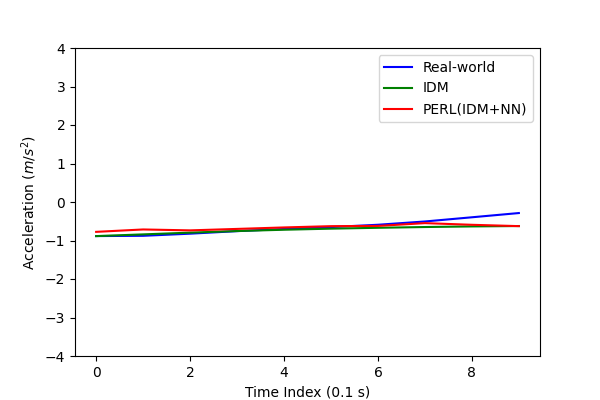 Real-world
IDM
PERL(IDM+NN)
Acceleration (m/s²)
4
3
2
1
0
−1
−2
−3
−4
0 2 4 6 8
Time Index (0.1 s)